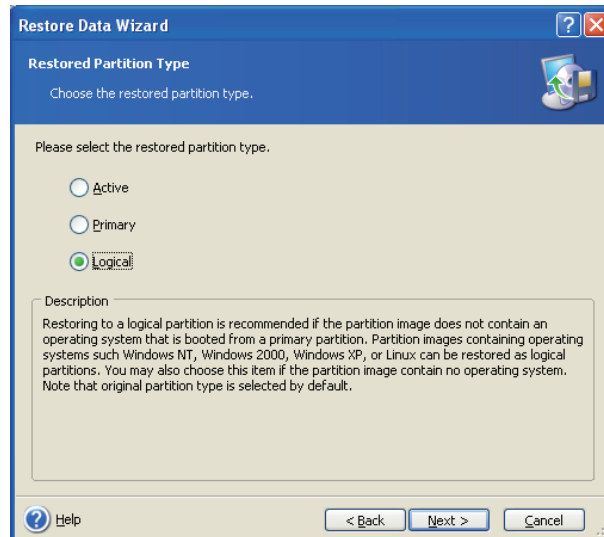 Restore Data Wizard
Restored Partition Type
Choose the restored partition type.
Please select the restored partition type.
Active
Primary
Logical
Description
Restoring to a logical partition is recommended if the partition image does not contain an
operating system that is booted from a primary partition. Partition images containing operating
systems such Windows NT, Windows 2000, Windows XP, or Linux can be restored as logical
partitions. You may also choose this item if the partition image contain no operating system.
Note that original partition type is selected by default.
Help
< Back
Next >
Cancel